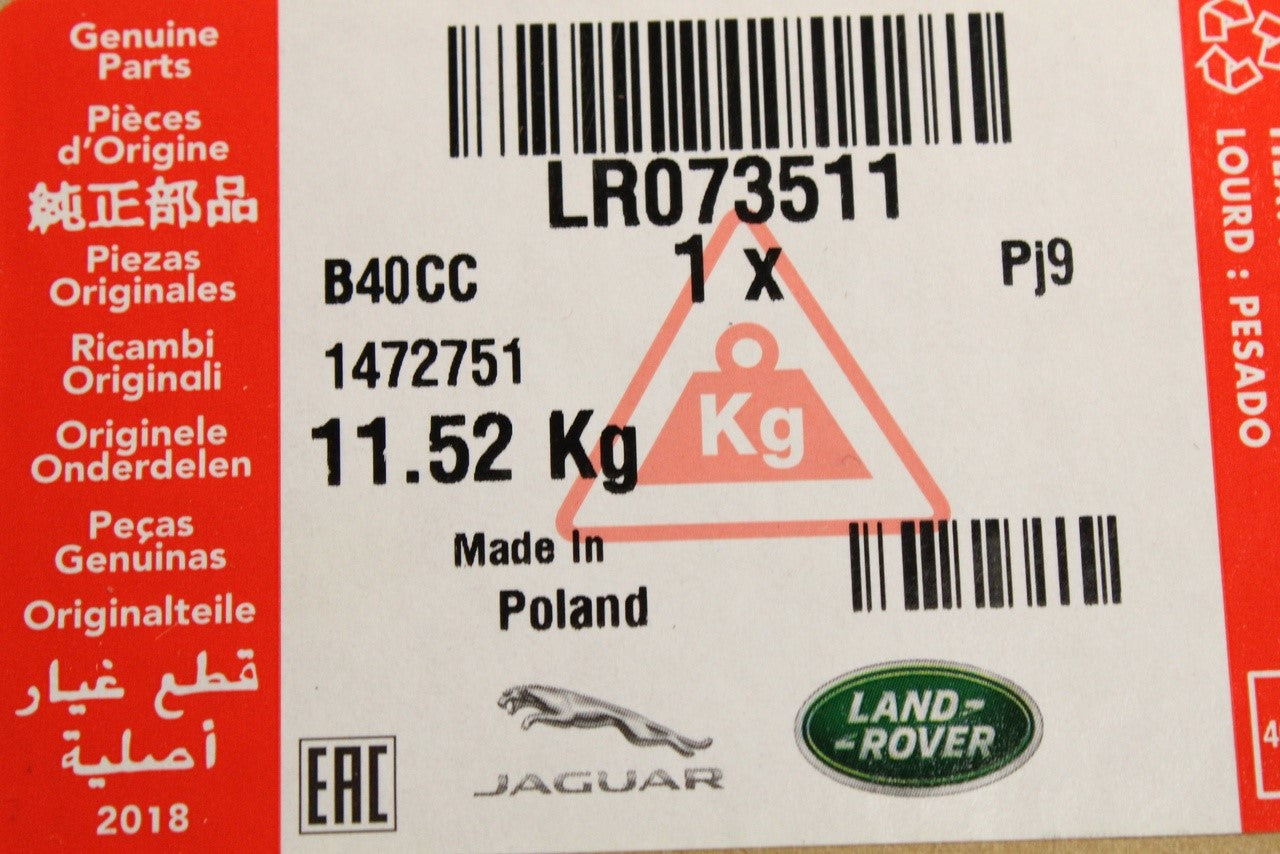 Genuine
Parts
Pièces
d'Origine
純正部品
Piezas
Originales
Ricambi
Originali
Originele
Onderdelen
Peças
Genuinas
Originalteile
قطع غيار
أصلية
2018
LR073511
B40CC
1 x
Pj9
1472751
11.52 Kg
Kg
Made In
Poland
EAC
JAGUAR
LAND-
-ROVER
LOURD : PESADO
4